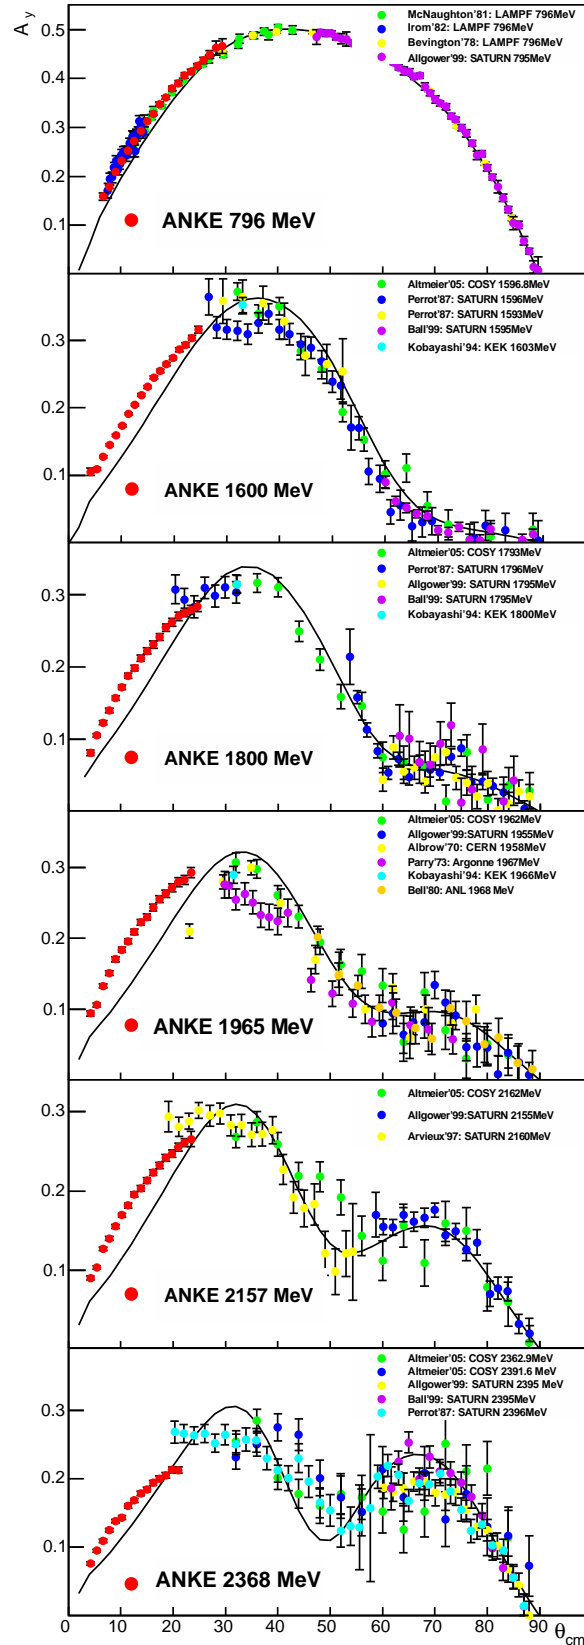 A y
McNaughton'81: LAMPF 796MeV
Irom'82: LAMPF 796MeV
Bevington'78: LAMPF 796MeV
Allgower'99: SATURN 795MeV
0.5
0.4
0.3
0.2
0.1
ANKE 796 MeV
Altmeier'05: COSY 1596.8MeV
Perrot'87: SATURN 1596MeV
Perrot'87: SATURN 1593MeV
Ball'99: SATURN 1595MeV
Kobayashi'94: KEK 1603MeV
0.3
0.2
0.1
ANKE 1600 MeV
Altmeier'05: COSY 1793MeV
Perrot'87: SATURN 1796MeV
Allgower'99: SATURN 1795MeV
Ball'99: SATURN 1795MeV
Kobayashi'94: KEK 1800MeV
0.3
0.2
0.1
ANKE 1800 MeV
Altmeier'05: COSY 1962MeV
Allgower'99:SATURN 1955MeV
Albrow'70: CERN 1958MeV
Parry'73: Argonne 1967MeV
Kobayashi'94: KEK 1966MeV
Bell'80: ANL 1968 MeV
0.3
0.2
0.1
ANKE 1965 MeV
Altmeier'05: COSY 2162MeV
Allgower'99:SATURN 2155MeV
Arvieux'97: SATURN 2160MeV
0.3
0.2
0.1
ANKE 2157 MeV
Altmeier'05: COSY 2362.9MeV
Altmeier'05: COSY 2391.6 MeV
Allgower'99: SATURN 2395 MeV
Ball'99: SATURN 2395MeV
Perrot'87: SATURN 2396MeV
0.3
0.2
0.1
ANKE 2368 MeV
0 10 20 30 40 50 60 70 80 90 θcm